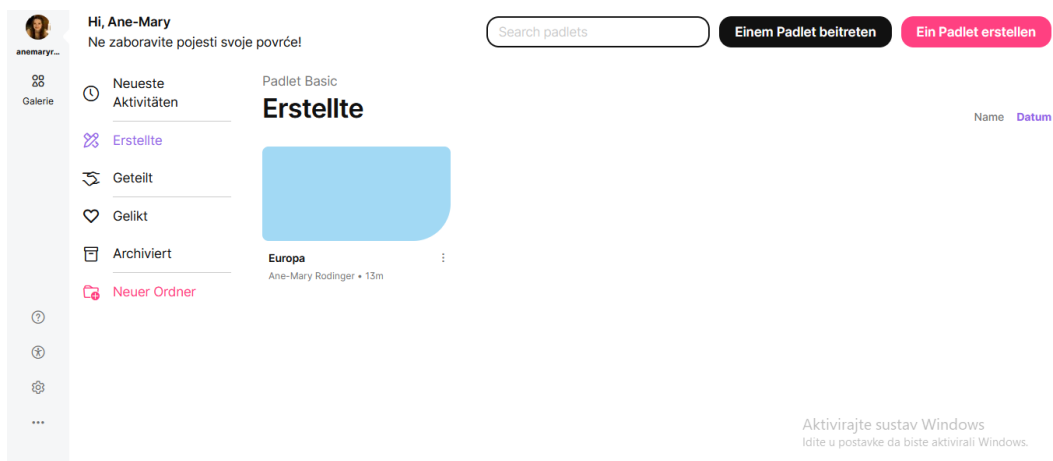 anemaryr...
Galerie
Hi, Ane-Mary
Ne zaboravite pojesti svoje povrće!
Search padlets
Einem Padlet beitreten
Ein Padlet erstellen
Neueste
Aktivitäten
Erstellte
Geteilt
Gelikt
Archiviert
Neuer Ordner
Padlet Basic
Erstellte
Name Datum
Europa
Ane-Mary Rodinger • 13m
Aktivirajte sustav Windows
Idite u postavke da biste aktivirali Windows.